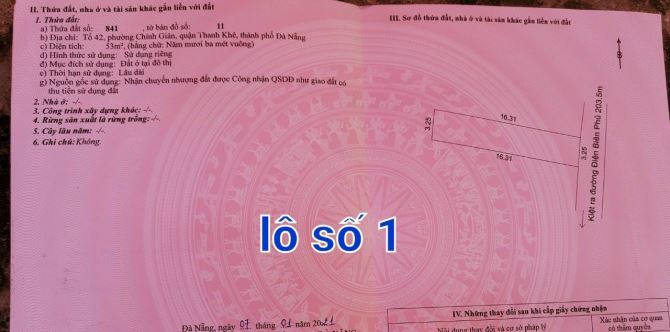 II. Thửa đất, nhà ở và tài sản khác gắn liền với đất
1. Thửa đất:
a) Thửa đất số: 841 , tờ bản đồ số: 11
b) Địa chỉ: Tổ 42, phường Chính Gián, quận Thanh Khê, thành phố Đà Nẵng
c) Diện tích: 53m², (bằng chữ: Năm mươi ba mét vuông)
d) Hình thức sử dụng: Sử dụng riêng
đ) Mục đích sử dụng: Đất ở tại đô thị
e) Thời hạn sử dụng: Lâu dài
g) Nguồn gốc sử dụng: Nhận chuyển nhượng đất được Công nhận QSDĐ như giao đất có
thu tiền sử dụng đất
2. Nhà ở: -/-.
3. Công trình xây dựng khác: -/-.
4. Rừng sản xuất là rừng trồng: -/-.
5. Cây lâu năm: -/-.
6. Ghi chú: Không.
III. Sơ đồ thửa đất, nhà ở và tài sản khác gắn liền với đất
B
16.31
3.25
16.31
3.25
Kiệt ra đường Điện Biên Phủ 203,5m
lô số 1
Đà Nẵng, ngày 07 tháng 01 năm 2021
IV. Những thay đổi sau khi cấp giấy chứng nhận
Nội dung thay đổi và cơ sở pháp lý
Xác nhận của cơ quan
có thẩm quyền